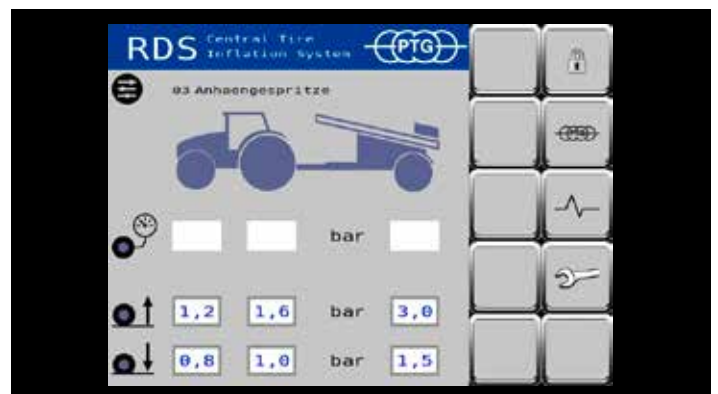 RDS Central Tire Inflation System PTG
03 Anhaengespritze
bar
1,2 1,6 bar 3,0
0,8 1,0 bar 1,5